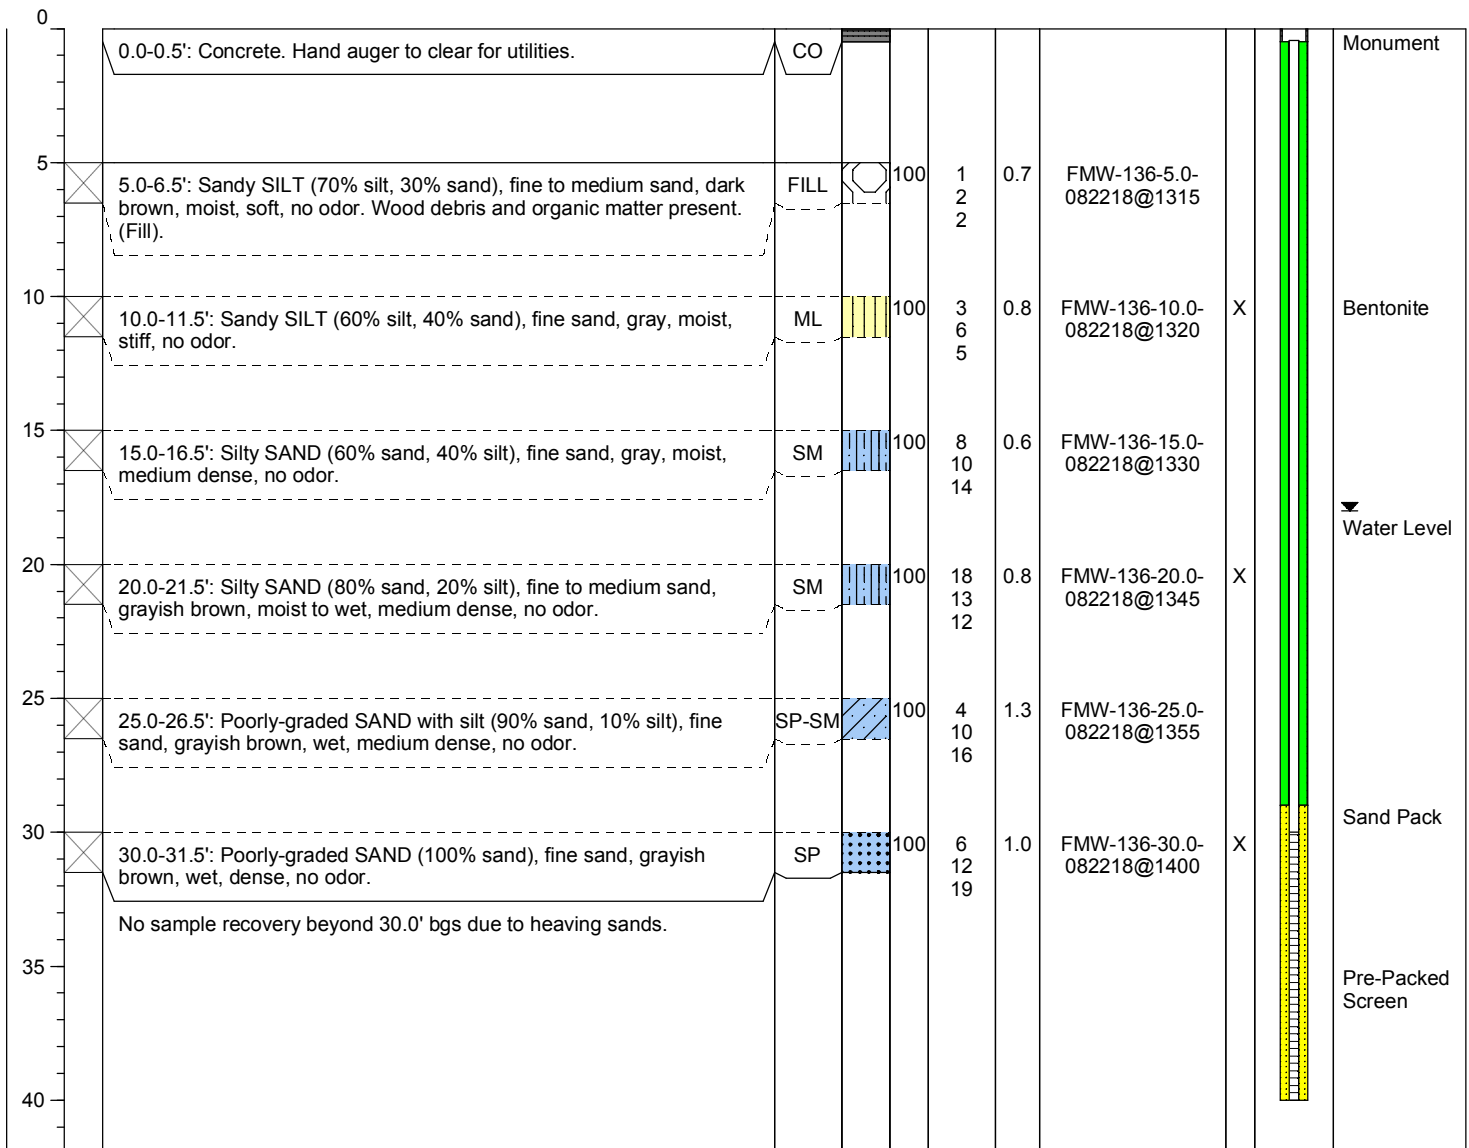 0
0.0-0.5': Concrete. Hand auger to clear for utilities.
CO
Monument
5
5.0-6.5': Sandy SILT (70% silt, 30% sand), fine to medium sand, dark
brown, moist, soft, no odor. Wood debris and organic matter present.
(Fill).
FILL
100
1
2
2
0.7
FMW-136-5.0-
082218@1315
10
10.0-11.5': Sandy SILT (60% silt, 40% sand), fine sand, gray, moist,
stiff, no odor.
ML
100
3
6
5
0.8
FMW-136-10.0-
082218@1320
X
Bentonite
15
15.0-16.5': Silty SAND (60% sand, 40% silt), fine sand, gray, moist,
medium dense, no odor.
SM
100
8
10
14
0.6
FMW-136-15.0-
082218@1330
Water Level
20
20.0-21.5': Silty SAND (80% sand, 20% silt), fine to medium sand,
grayish brown, moist to wet, medium dense, no odor.
SM
100
18
13
12
0.8
FMW-136-20.0-
082218@1345
X
25
25.0-26.5': Poorly-graded SAND with silt (90% sand, 10% silt), fine
sand, grayish brown, wet, medium dense, no odor.
SP-SM
100
4
10
16
1.3
FMW-136-25.0-
082218@1355
Sand Pack
30
30.0-31.5': Poorly-graded SAND (100% sand), fine sand, grayish
brown, wet, dense, no odor.
SP
100
6
12
19
1.0
FMW-136-30.0-
082218@1400
X
No sample recovery beyond 30.0' bgs due to heaving sands.
35
Pre-Packed
Screen
40